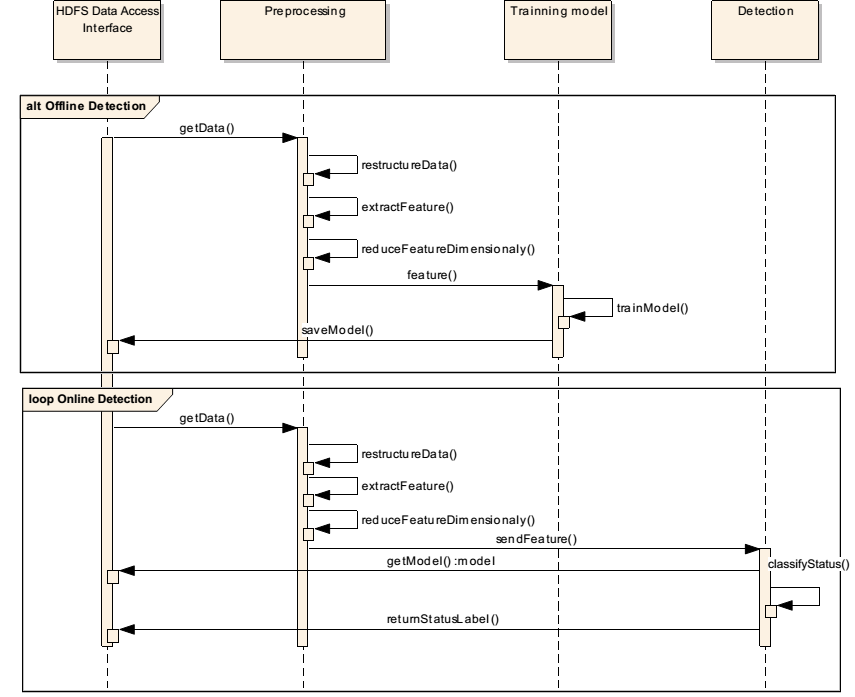 HDFS Data Access
Interface
Preprocessing
Trainning model
Detection
alt Offline Detection
getData()
restructureData()
extractFeature()
reduceFeatureDimensionaly()
feature()
trainModel()
saveModel()
loop Online Detection
getData()
restructureData()
extractFeature()
reduceFeatureDimensionaly()
sendFeature()
getModel() :model
classifyStatus()
returnStatusLabel()